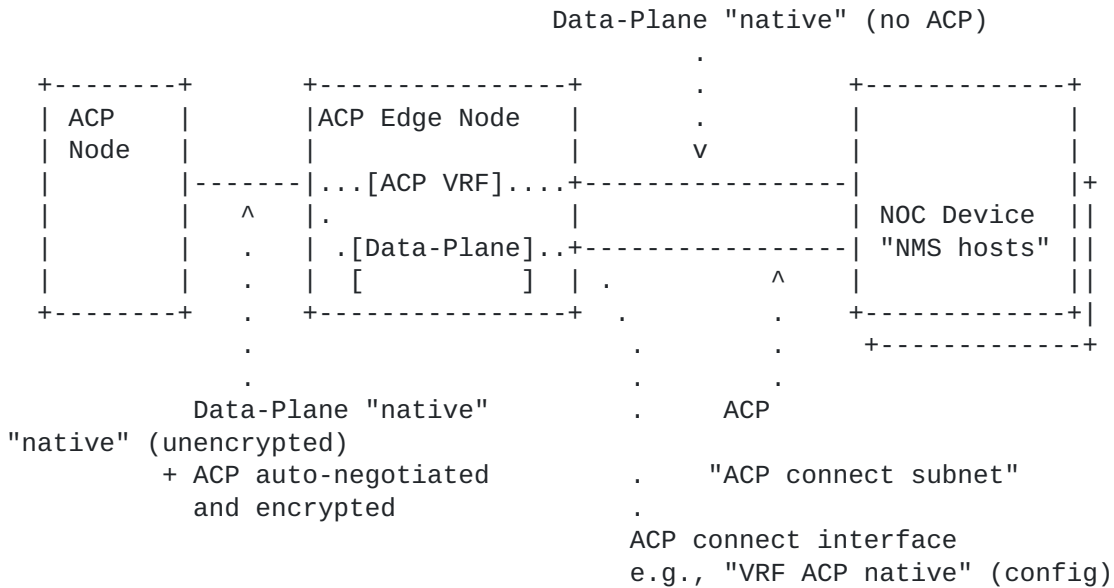 Data-Plane "native" (no ACP)
.
+--------+ +----------------+ . +-------------+
| ACP | |ACP Edge Node | . | |
| Node | | | v | |
| |-------|...[ACP VRF]....+-----------------| |+
| | ^ |. | | NOC Device ||
| | . | .[Data-Plane]..+-----------------| "NMS hosts" ||
| | . | [ ] | . ^ | ||
+--------+ . +----------------+ . . +-------------+|
. . . +-------------+
. . .
Data-Plane "native" . ACP
"native" (unencrypted)
+ ACP auto-negotiated . "ACP connect subnet"
and encrypted .
ACP connect interface
e.g., "VRF ACP native" (config)